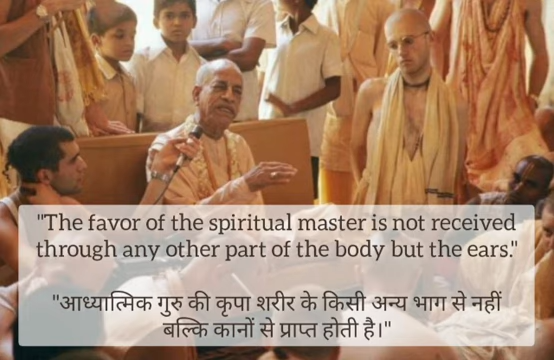 "The favor of the spiritual master is not received
through any other part of the body but the ears."
"आध्यात्मिक गुरु की कृपा शरीर के किसी अन्य भाग से नहीं
बल्कि कानों से प्राप्त होती है।"